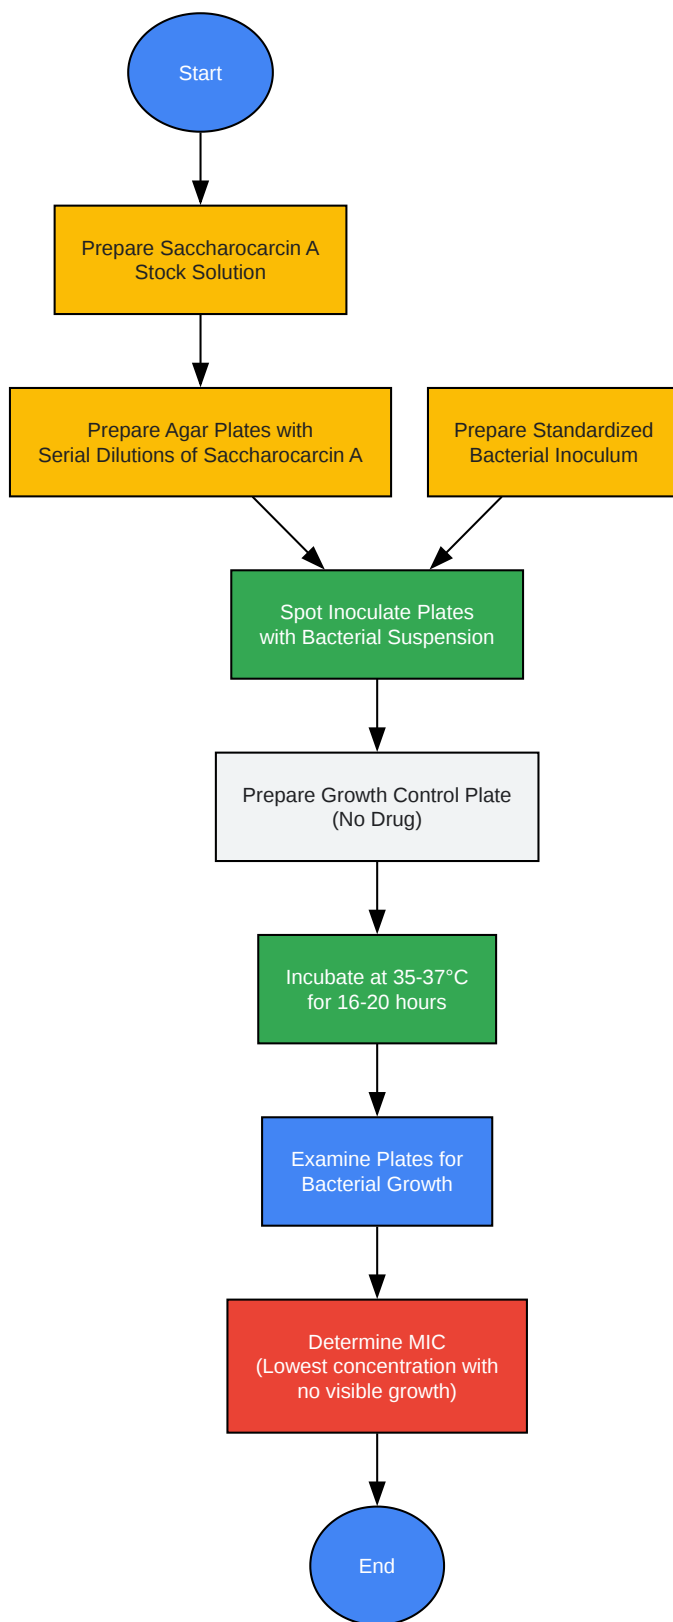 Start
Prepare Saccharocarcin A
Stock Solution
Prepare Agar Plates with
Serial Dilutions of Saccharocarcin A
Prepare Standardized
Bacterial Inoculum
Spot Inoculate Plates
with Bacterial Suspension
Prepare Growth Control Plate
(No Drug)
Incubate at 35-37°C
for 16-20 hours
Examine Plates for
Bacterial Growth
Determine MIC
(Lowest concentration with
no visible growth)
End